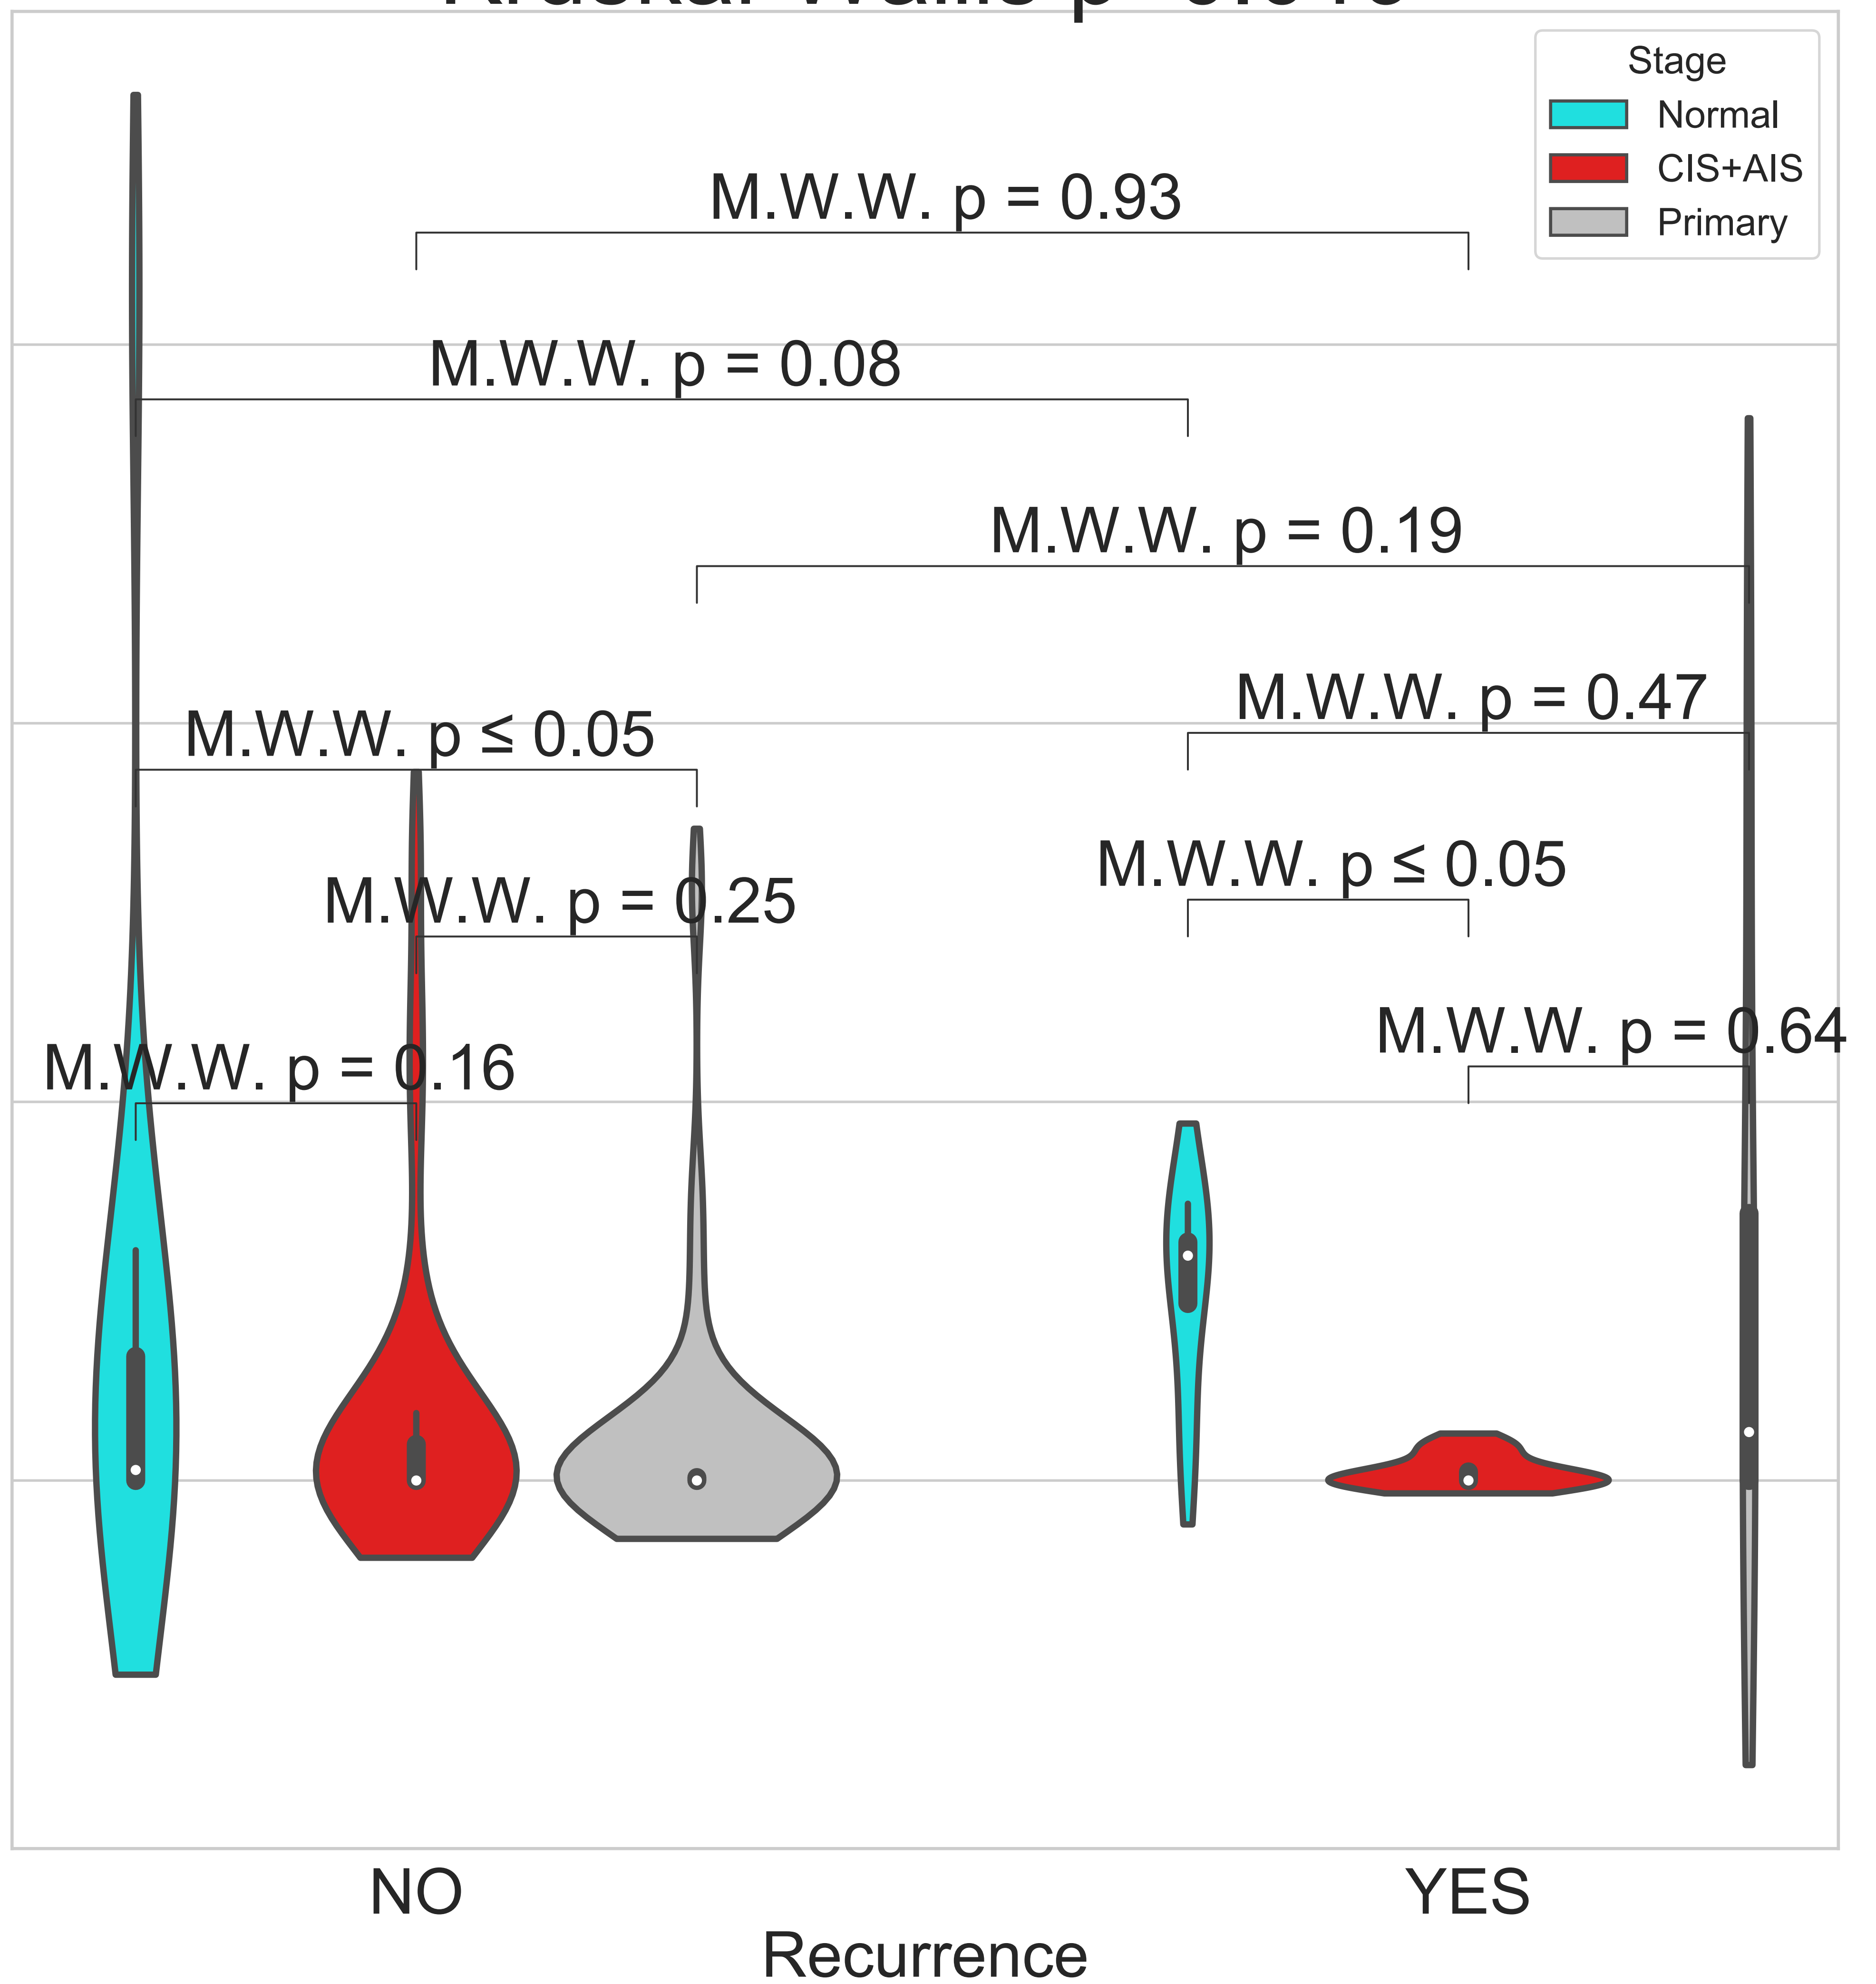 Stage
Normal
CIS+AIS
Primary
M.W.W. p = 0.93
M.W.W. p = 0.08
M.W.W. p = 0.19
M.W.W. p = 0.47
M.W.W. p ≤ 0.05
M.W.W. p ≤ 0.05
M.W.W. p = 0.25
M.W.W. p = 0.64
M.W.W. p = 0.16
NO
YES
Recurrence